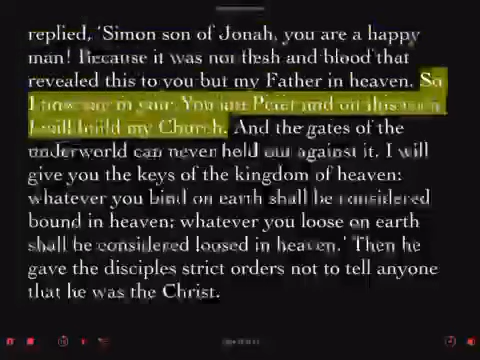 replied, 'Simon son of Jonah, you are a happy
man! Because it was not flesh and blood that
revealed this to you but my Father in heaven. So
I now say to you: You are Peter and on this rock
I will build my Church. And the gates of the
underworld can never hold out against it. I will
give you the keys of the kingdom of heaven:
whatever you bind on earth shall be considered
bound in heaven; whatever you loose on earth
shall be considered loosed in heaven.' Then he
gave the disciples strict orders not to tell anyone
that he was the Christ.